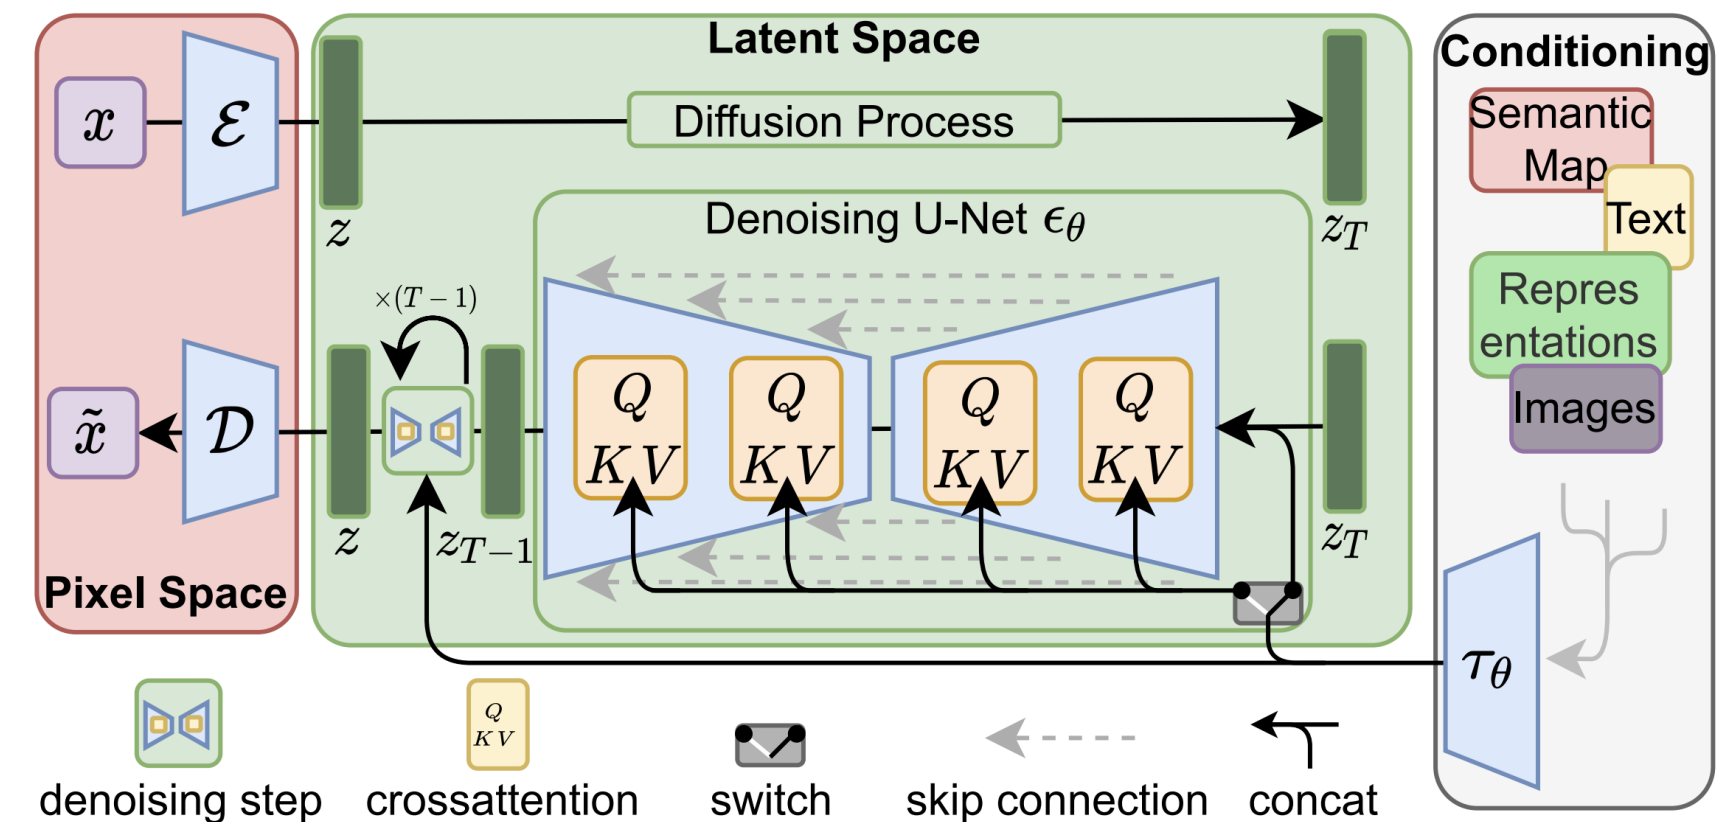 Latent Space
Conditioning
x
ℰ
Diffusion Process
Semantic
Map
Text
z
z_T
Denoising U-Net ϵ_θ
Repres
entations
×(T − 1)
Images
Q
K V
Q
K V
Q
K V
Q
K V
x̃
𝒟
z
z_{T−1}
z_T
Pixel Space
τ_θ
Q
K V
denoising step
crossattention
switch
skip connection
concat